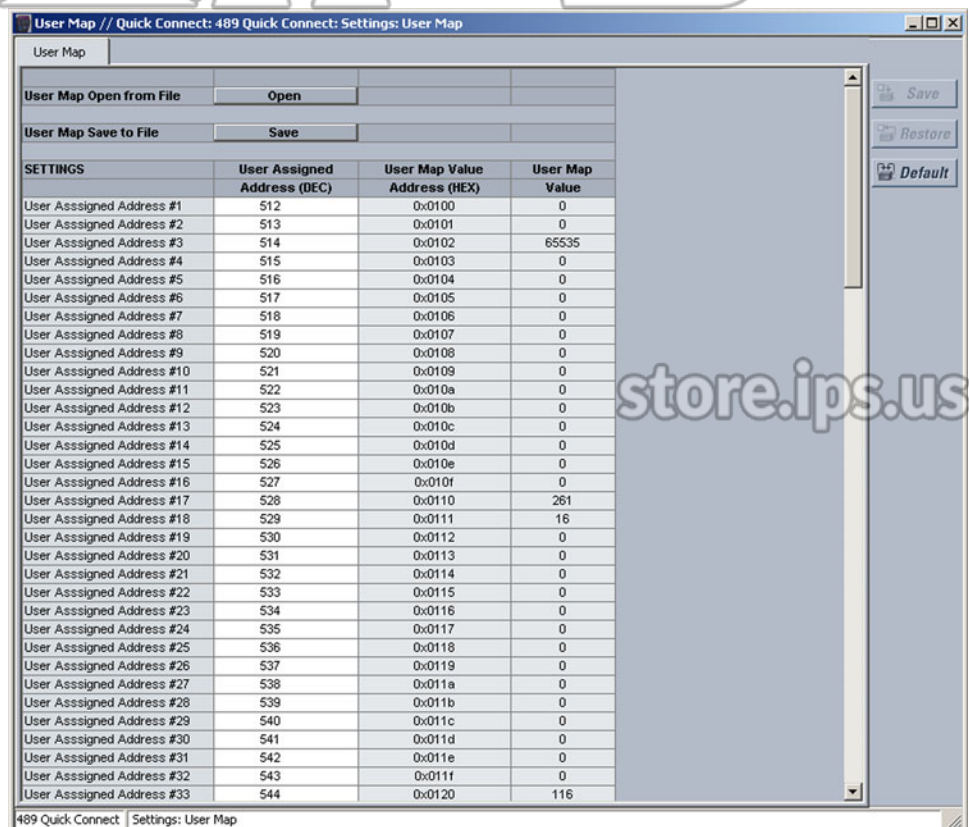 User Map // Quick Connect: 489 Quick Connect: Settings: User Map
User Map
User Map Open from File Open
User Map Save to File Save
SETTINGS User Assigned Address (DEC) User Map Value Address (HEX) User Map Value
User Asssigned Address #1 512 0x0100 0
User Asssigned Address #2 513 0x0101 0
User Asssigned Address #3 514 0x0102 65535
User Asssigned Address #4 515 0x0103 0
User Asssigned Address #5 516 0x0104 0
User Asssigned Address #6 517 0x0105 0
User Asssigned Address #7 518 0x0106 0
User Asssigned Address #8 519 0x0107 0
User Asssigned Address #9 520 0x0108 0
User Asssigned Address #10 521 0x0109 0
User Asssigned Address #11 522 0x010a 0
User Asssigned Address #12 523 0x010b 0
User Asssigned Address #13 524 0x010c 0
User Asssigned Address #14 525 0x010d 0
User Asssigned Address #15 526 0x010e 0
User Asssigned Address #16 527 0x010f 0
User Asssigned Address #17 528 0x0110 261
User Asssigned Address #18 529 0x0111 16
User Asssigned Address #19 530 0x0112 0
User Asssigned Address #20 531 0x0113 0
User Asssigned Address #21 532 0x0114 0
User Asssigned Address #22 533 0x0115 0
User Asssigned Address #23 534 0x0116 0
User Asssigned Address #24 535 0x0117 0
User Asssigned Address #25 536 0x0118 0
User Asssigned Address #26 537 0x0119 0
User Asssigned Address #27 538 0x011a 0
User Asssigned Address #28 539 0x011b 0
User Asssigned Address #29 540 0x011c 0
User Asssigned Address #30 541 0x011d 0
User Asssigned Address #31 542 0x011e 0
User Asssigned Address #32 543 0x011f 0
User Asssigned Address #33 544 0x0120 116
Save
Restore
Default
store.ips.us
489 Quick Connect Settings: User Map